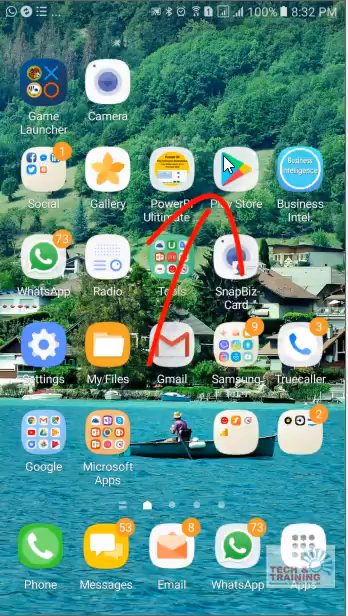 100% 8:32 PM
Game
Launcher
Camera
1
Social
Gallery
PowerPi
Ultimate
Play Store
Business
Intelligence
Business
Intel.
73
WhatsApp
Radio
Tools
SnapBiz
Card
Settings
My Files
Gmail
9
Samsung
3
Truecaller
Google
Microsoft
Apps
2
Phone
53
Messages
8
Email
73
WhatsApp
Apps
TECH &
TRAINING